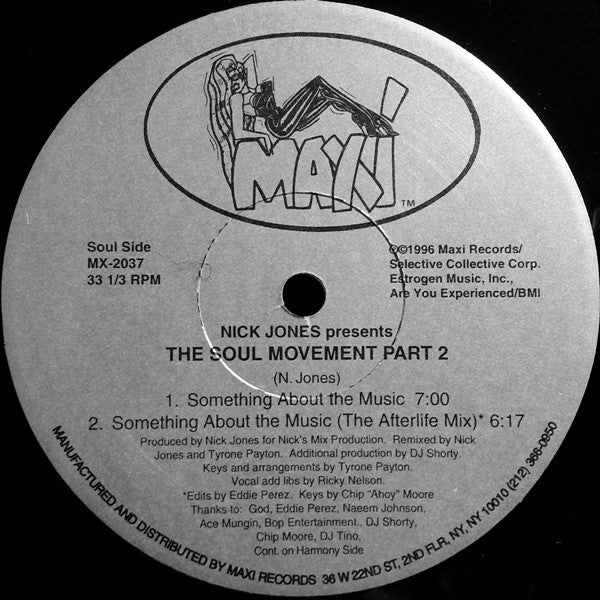 MAXI
TM
Soul Side
MX-2037
33 1/3 RPM
℗©1996 Maxi Records/
Selective Collective Corp.
Estrogen Music, Inc.,
Are You Experienced/BMI
NICK JONES presents
THE SOUL MOVEMENT PART 2
(N. Jones)
1. Something About the Music 7:00
2. Something About the Music (The Afterlife Mix)* 6:17
Produced by Nick Jones for Nick's Mix Production. Remixed by Nick
Jones and Tyrone Payton. Additional production by DJ Shorty.
Keys and arrangements by Tyrone Payton.
Vocal add libs by Ricky Nelson.
*Edits by Eddie Perez. Keys by Chip "Ahoy" Moore
Thanks to: God, Eddie Perez, Naeem Johnson,
Ace Mungin, Bop Entertainment.. DJ Shorty,
Chip Moore, DJ Tino,
Cont. on Harmony Side
MANUFACTURED AND DISTRIBUTED BY MAXI RECORDS 36 W 22ND ST, 2ND FLR, NY, NY 10010 (212) 366-0950